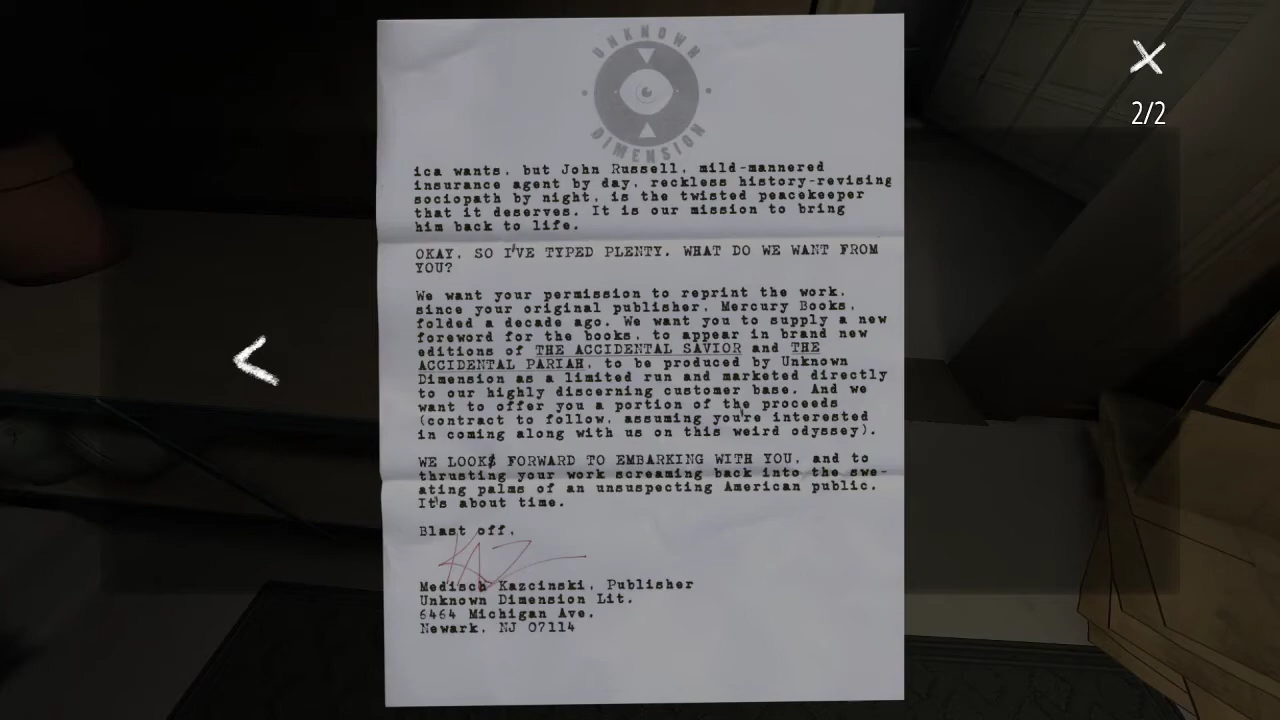 UNKNOWN
DIMENSION
2/2
ica wants, but John Russell, mild-mannered
insurance agent by day, reckless history-revising
sociopath by night, is the twisted peacekeeper
that it deserves. It is our mission to bring
him back to life.
OKAY, SO I'VE TYPED PLENTY. WHAT DO WE WANT FROM
YOU?
We want your permission to reprint the work,
since your original publisher, Mercury Books,
folded a decade ago. We want you to supply a new
foreword for the books, to appear in brand new
editions of THE ACCIDENTAL SAVIOR and THE
ACCIDENTAL PARIAH, to be produced by Unknown
Dimension as a limited run and marketed directly
to our highly discerning customer base. And we
want to offer you a portion of the proceeds
(contract to follow, assuming you're interested
in coming along with us on this weird odyssey).
WE LOOK$ FORWARD TO EMBARKING WITH YOU, and to
thrusting your work screaming back into the swe-
ating palms of an unsuspecting American public.
It's about time.
Blast off,
KAZ
Medisch Kazcinski, Publisher
Unknown Dimension Lit.
6464 Michigan Ave.
Newark, NJ 07114